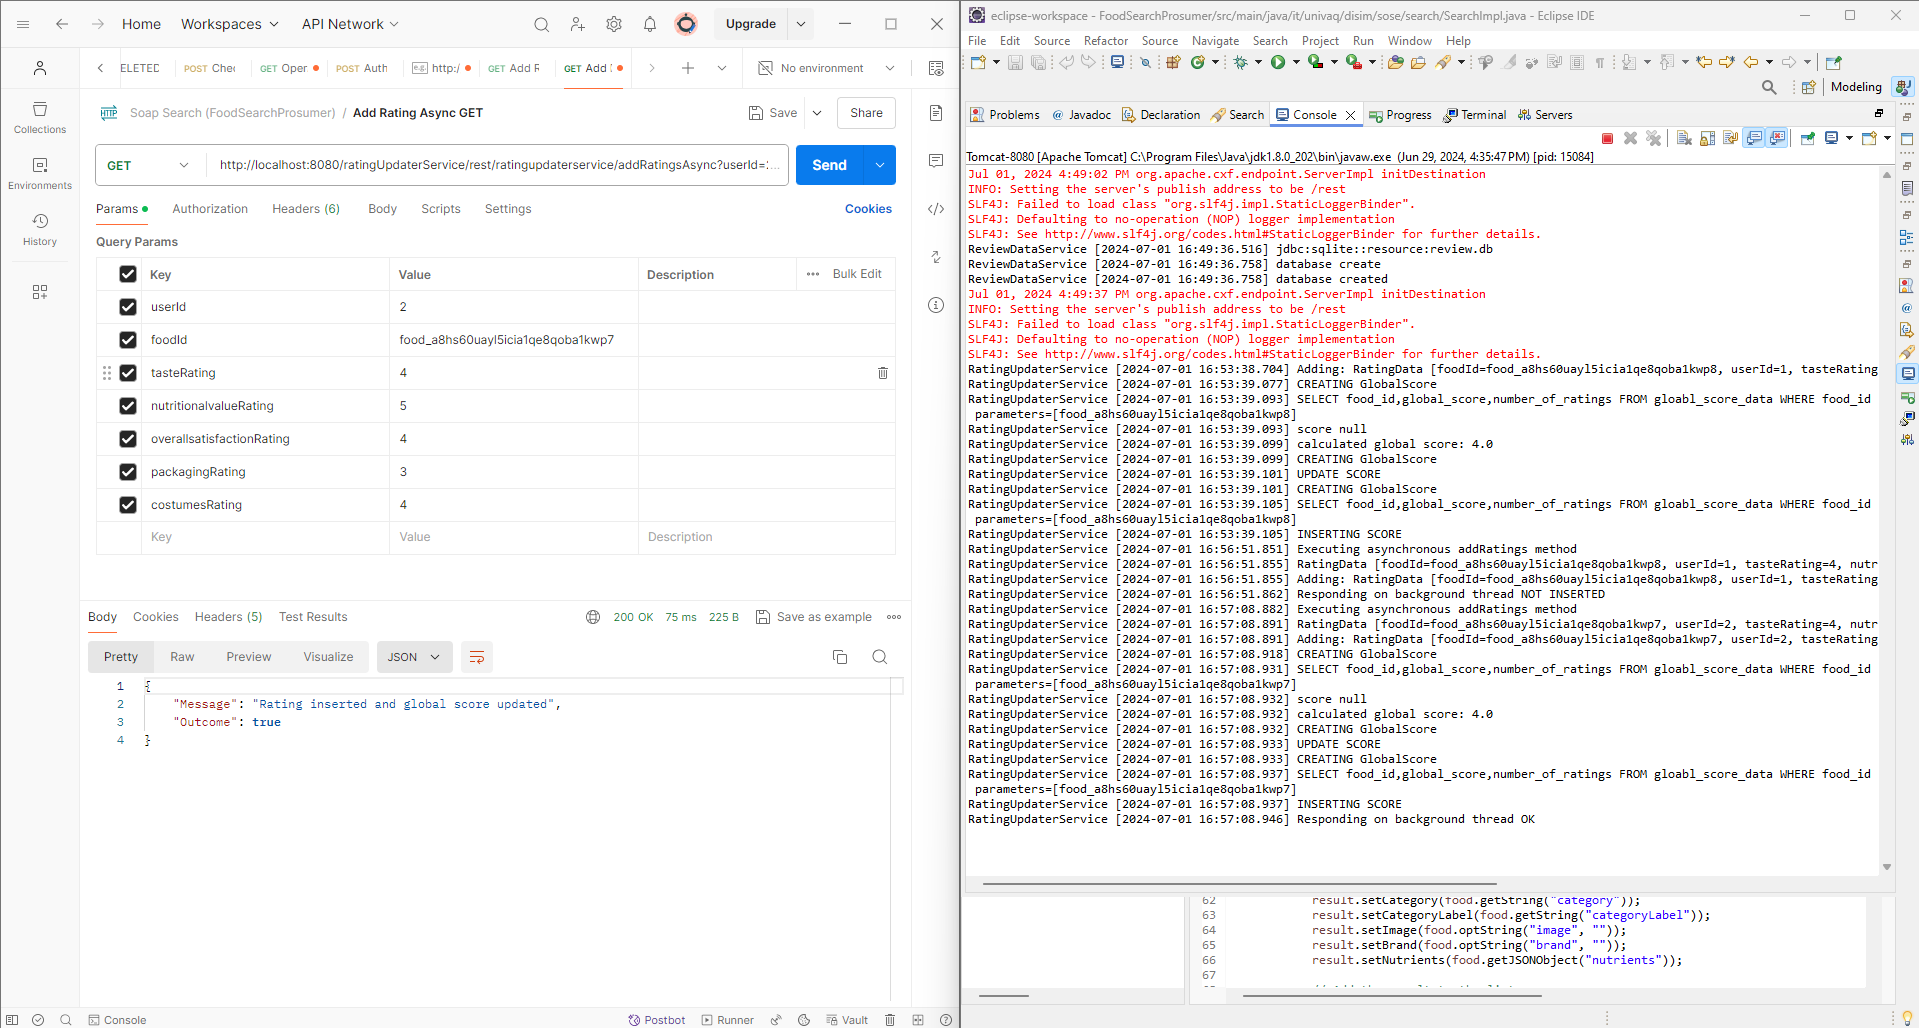 Home
Workspaces
API Network
Upgrade
ELETED
POST Che
GET Oper
POST Auth
http:/
GET Add R
GET Add
No environment
Soap Search (FoodSearchProsumer) / Add Rating Async GET
Save
Share
GET
http://localhost:8080/ratingUpdaterService/rest/ratingupdaterservice/addRatingsAsync?userId=:...
Send
Params
Authorization
Headers (6)
Body
Scripts
Settings
Cookies
Query Params
Key Value Description ... Bulk Edit
userId 2
foodId food_a8hs60uayl5icia1qe8qoba1kwp7
tasteRating 4
nutritionalvalueRating 5
overallsatisfactionRating 4
packagingRating 3
costumesRating 4
Key Value Description
Collections
Environments
History
Body Cookies Headers (5) Test Results
200 OK 75 ms 225 B Save as example
Pretty Raw Preview Visualize JSON
1 {
2 "Message": "Rating inserted and global score updated",
3 "Outcome": true
4 }
Console
Postbot
Runner
Vault
eclipse-workspace - FoodSearchProsumer/src/main/java/it/univaq/disim/sose/search/SearchImpl.java - Eclipse IDE
File Edit Source Refactor Source Navigate Search Project Run Window Help
Modeling
Problems @ Javadoc Declaration Search Console Progress Terminal Servers
Tomcat-8080 [Apache Tomcat] C:\Program Files\Java\jdk1.8.0_202\bin\javaw.exe (Jun 29, 2024, 4:35:47 PM) [pid: 15084]
Jul 01, 2024 4:49:02 PM org.apache.cxf.endpoint.ServerImpl initDestination
INFO: Setting the server's publish address to be /rest
SLF4J: Failed to load class "org.slf4j.impl.StaticLoggerBinder".
SLF4J: Defaulting to no-operation (NOP) logger implementation
SLF4J: See http://www.slf4j.org/codes.html#StaticLoggerBinder for further details.
ReviewDataService [2024-07-01 16:49:36.516] jdbc:sqlite::resource:review.db
ReviewDataService [2024-07-01 16:49:36.758] database create
ReviewDataService [2024-07-01 16:49:36.758] database created
Jul 01, 2024 4:49:37 PM org.apache.cxf.endpoint.ServerImpl initDestination
INFO: Setting the server's publish address to be /rest
SLF4J: Failed to load class "org.slf4j.impl.StaticLoggerBinder".
SLF4J: Defaulting to no-operation (NOP) logger implementation
SLF4J: See http://www.slf4j.org/codes.html#StaticLoggerBinder for further details.
RatingUpdaterService [2024-07-01 16:53:38.704] Adding: RatingData [foodId=food_a8hs60uayl5icia1qe8qoba1kwp8, userId=1, tasteRating
RatingUpdaterService [2024-07-01 16:53:39.077] CREATING GlobalScore
RatingUpdaterService [2024-07-01 16:53:39.093] SELECT food_id,global_score,number_of_ratings FROM gloabl_score_data WHERE food_id
parameters=[food_a8hs60uayl5icia1qe8qoba1kwp8]
RatingUpdaterService [2024-07-01 16:53:39.093] score null
RatingUpdaterService [2024-07-01 16:53:39.099] calculated global score: 4.0
RatingUpdaterService [2024-07-01 16:53:39.099] CREATING GlobalScore
RatingUpdaterService [2024-07-01 16:53:39.101] UPDATE SCORE
RatingUpdaterService [2024-07-01 16:53:39.101] CREATING GlobalScore
RatingUpdaterService [2024-07-01 16:53:39.105] SELECT food_id,global_score,number_of_ratings FROM gloabl_score_data WHERE food_id
parameters=[food_a8hs60uayl5icia1qe8qoba1kwp8]
RatingUpdaterService [2024-07-01 16:53:39.105] INSERTING SCORE
RatingUpdaterService [2024-07-01 16:56:51.851] Executing asynchronous addRatings method
RatingUpdaterService [2024-07-01 16:56:51.855] RatingData [foodId=food_a8hs60uayl5icia1qe8qoba1kwp8, userId=1, tasteRating=4, nutr
RatingUpdaterService [2024-07-01 16:56:51.855] Adding: RatingData [foodId=food_a8hs60uayl5icia1qe8qoba1kwp8, userId=1, tasteRating
RatingUpdaterService [2024-07-01 16:56:51.862] Responding on background thread NOT INSERTED
RatingUpdaterService [2024-07-01 16:57:08.882] Executing asynchronous addRatings method
RatingUpdaterService [2024-07-01 16:57:08.891] RatingData [foodId=food_a8hs60uayl5icia1qe8qoba1kwp7, userId=2, tasteRating=4, nutr
RatingUpdaterService [2024-07-01 16:57:08.891] Adding: RatingData [foodId=food_a8hs60uayl5icia1qe8qoba1kwp7, userId=2, tasteRating
RatingUpdaterService [2024-07-01 16:57:08.918] CREATING GlobalScore
RatingUpdaterService [2024-07-01 16:57:08.931] SELECT food_id,global_score,number_of_ratings FROM gloabl_score_data WHERE food_id
parameters=[food_a8hs60uayl5icia1qe8qoba1kwp7]
RatingUpdaterService [2024-07-01 16:57:08.932] score null
RatingUpdaterService [2024-07-01 16:57:08.932] calculated global score: 4.0
RatingUpdaterService [2024-07-01 16:57:08.932] CREATING GlobalScore
RatingUpdaterService [2024-07-01 16:57:08.933] UPDATE SCORE
RatingUpdaterService [2024-07-01 16:57:08.933] CREATING GlobalScore
RatingUpdaterService [2024-07-01 16:57:08.937] SELECT food_id,global_score,number_of_ratings FROM gloabl_score_data WHERE food_id
parameters=[food_a8hs60uayl5icia1qe8qoba1kwp7]
RatingUpdaterService [2024-07-01 16:57:08.937] INSERTING SCORE
RatingUpdaterService [2024-07-01 16:57:08.946] Responding on background thread OK
62 result.setCategory(food.getString("category"));
63 result.setCategoryLabel(food.getString("categoryLabel"));
64 result.setImage(food.optString("image", ""));
65 result.setBrand(food.optString("brand", ""));
66 result.setNutrients(food.getJSONObject("nutrients"));
67